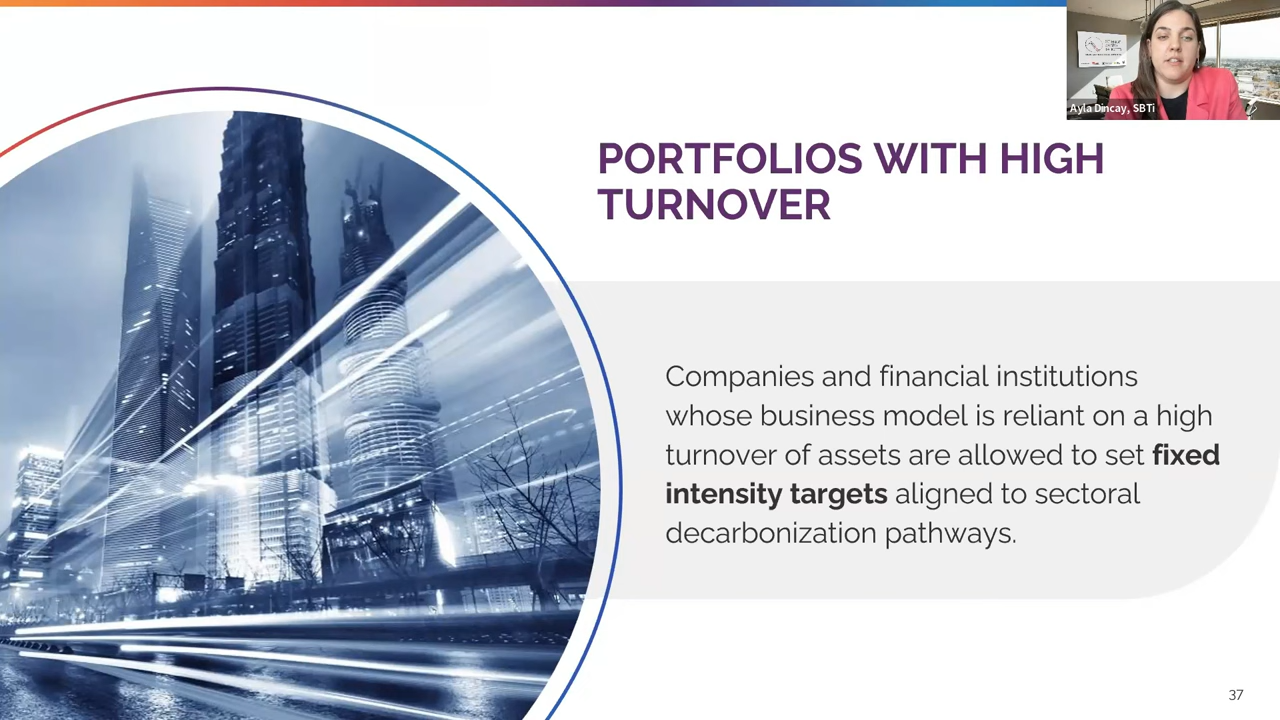 Ayla Dincay, SBTi
PORTFOLIOS WITH HIGH
TURNOVER
Companies and financial institutions
whose business model is reliant on a high
turnover of assets are allowed to set fixed
intensity targets aligned to sectoral
decarbonization pathways.
37